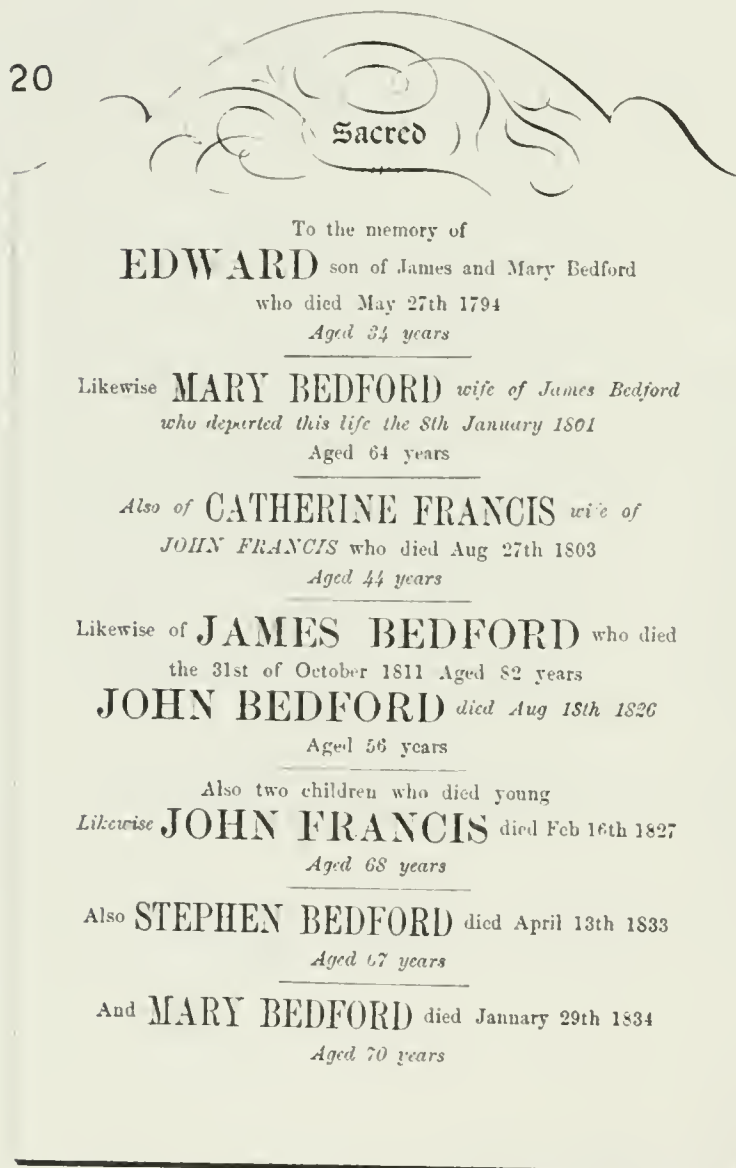 20
Sacred
To the memory of
EDWARD son of James and Mary Bedford
who died May 27th 1794
Aged 34 years
Likewise MARY BEDFORD wife of James Bedford
who departed this life the 8th January 1801
Aged 64 years
Also of CATHERINE FRANCIS wife of
JOHN FRANCIS who died Aug 27th 1803
Aged 44 years
Likewise of JAMES BEDFORD who died
the 31st of October 1811 Aged 82 years
JOHN BEDFORD died Aug 18th 1826
Aged 56 years
Also two children who died young
Likewise JOHN FRANCIS died Feb 16th 1827
Aged 68 years
Also STEPHEN BEDFORD died April 13th 1833
Aged 67 years
And MARY BEDFORD died January 29th 1834
Aged 70 years